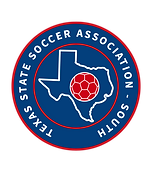 TEXAS STATE SOCCER ASSOCIATION - SOUTH